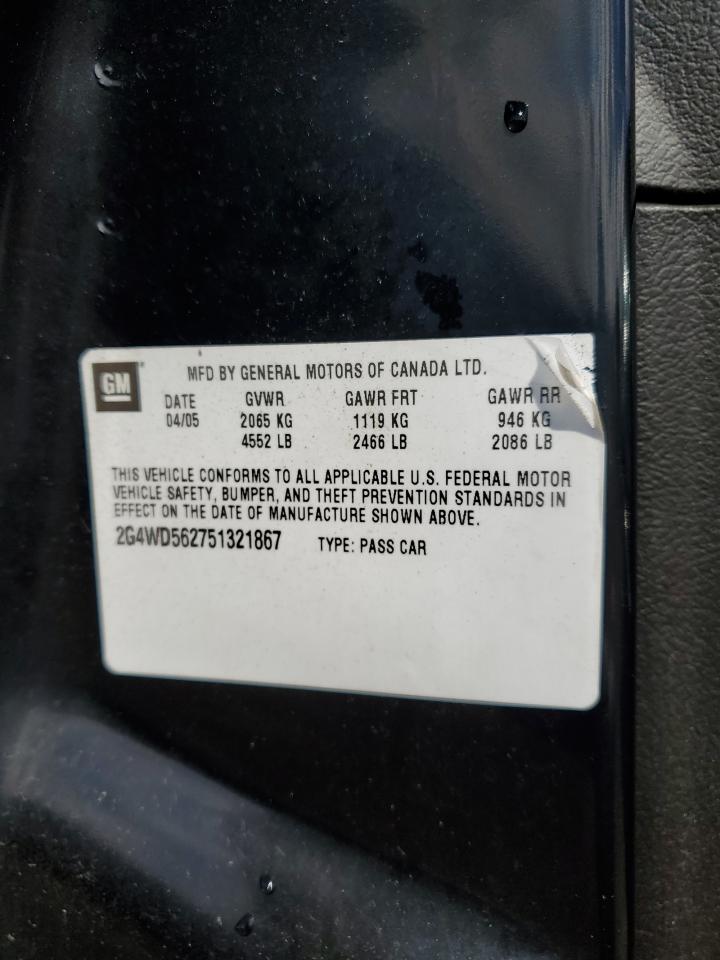 GM
MFD BY GENERAL MOTORS OF CANADA LTD.
DATE GVWR GAWR FRT GAWR RR
04/05 2065 KG 1119 KG 946 KG
4552 LB 2466 LB 2086 LB
THIS VEHICLE CONFORMS TO ALL APPLICABLE U.S. FEDERAL MOTOR
VEHICLE SAFETY, BUMPER, AND THEFT PREVENTION STANDARDS IN
EFFECT ON THE DATE OF MANUFACTURE SHOWN ABOVE.
2G4WD562751321867 TYPE: PASS CAR